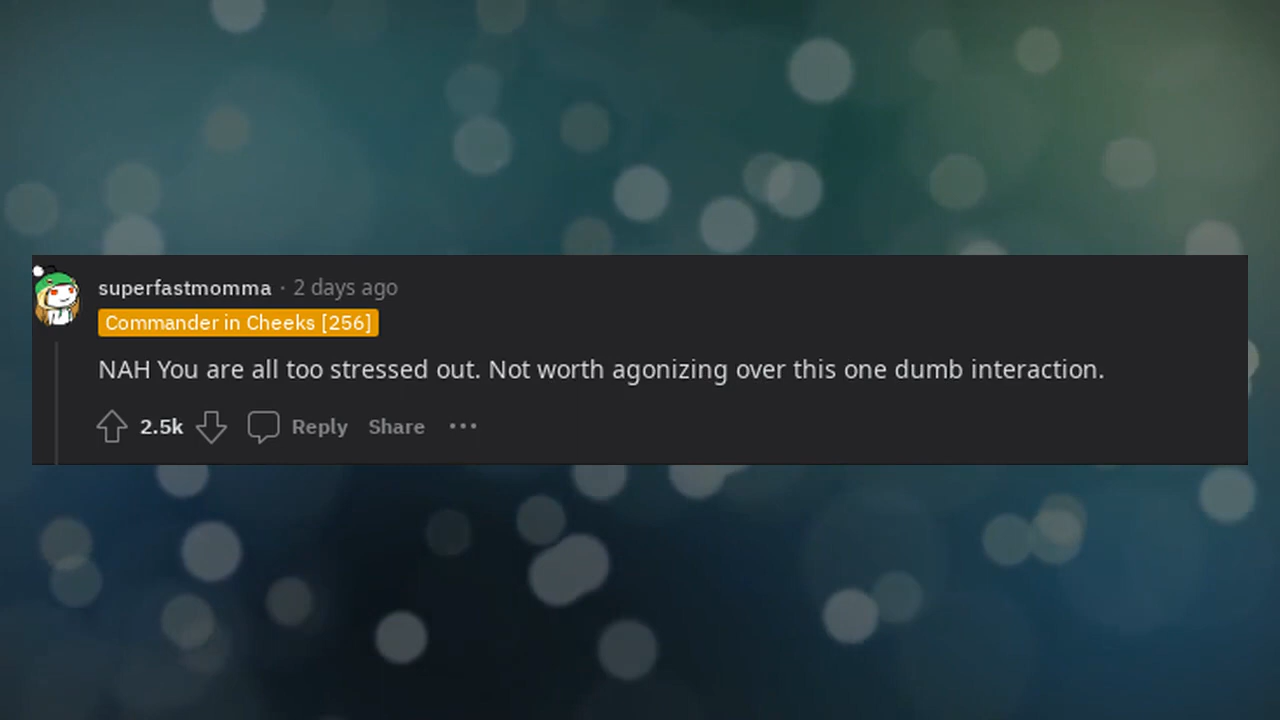 superfastmomma · 2 days ago
Commander in Cheeks [256]
NAH You are all too stressed out. Not worth agonizing over this one dumb interaction.
2.5k Reply Share ···